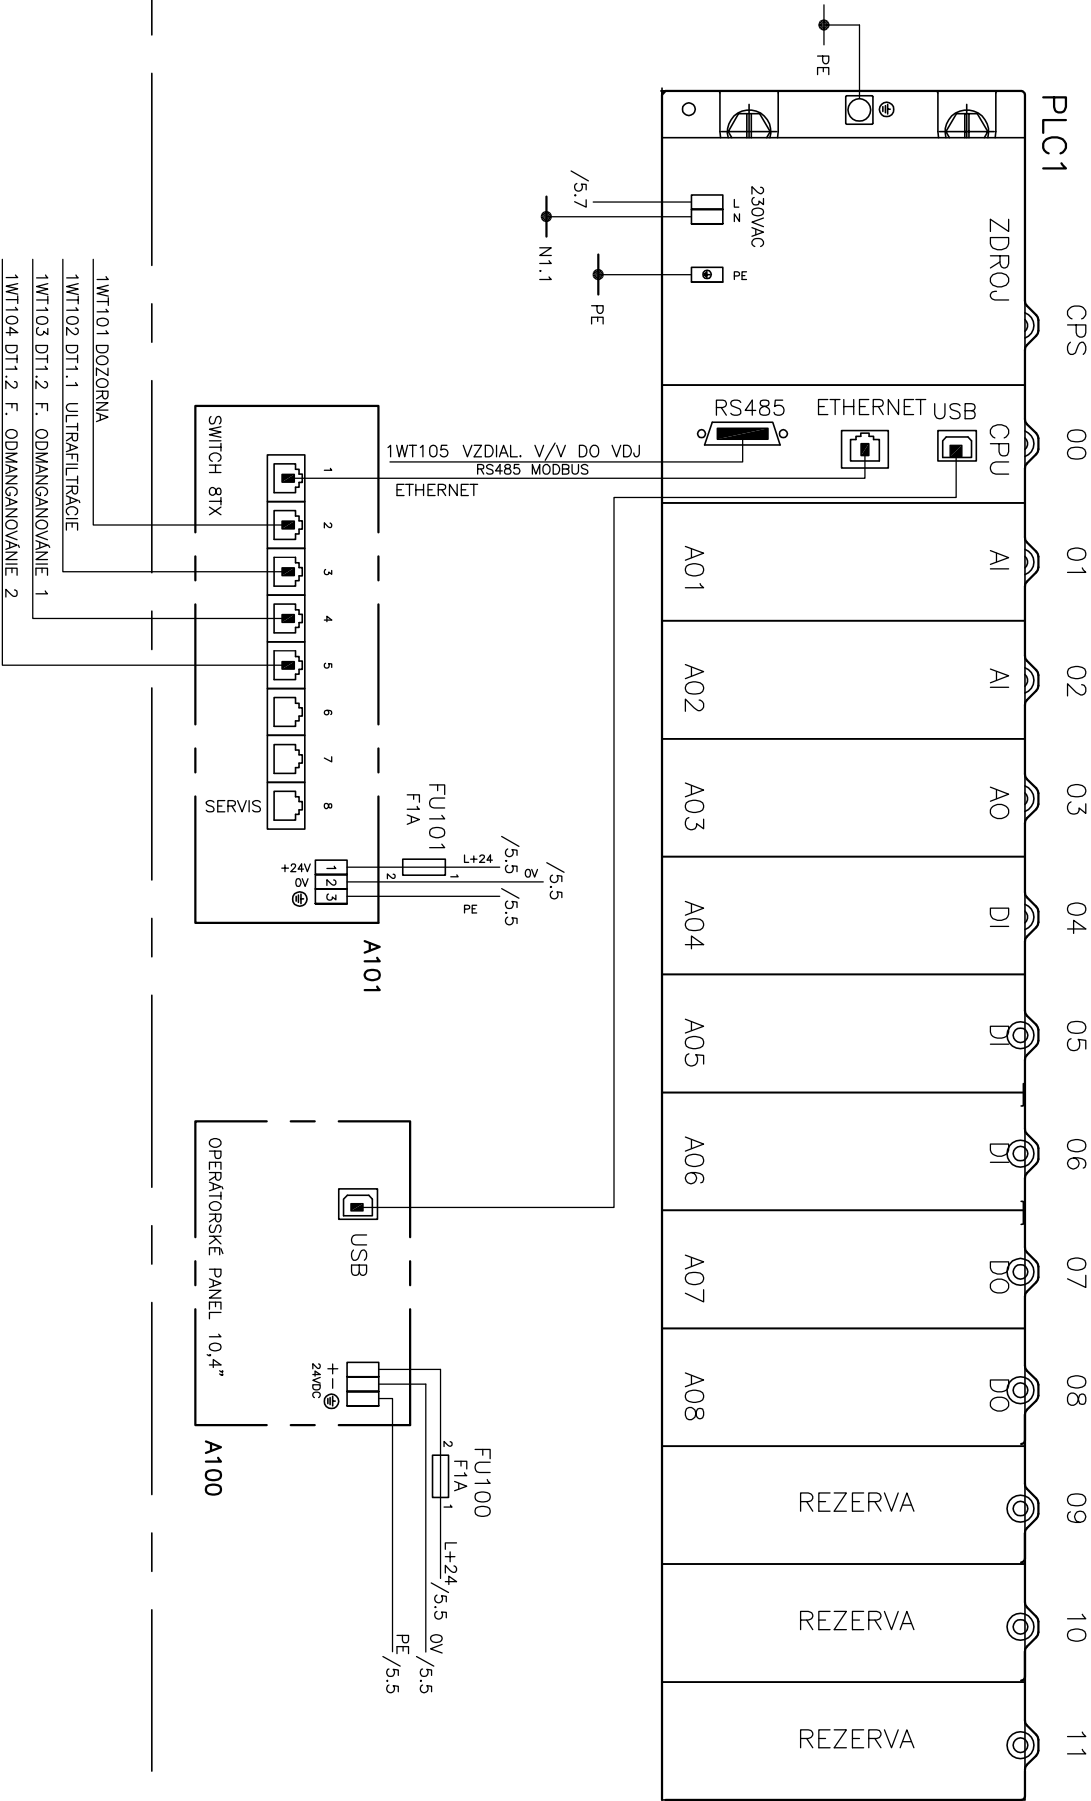 PLC1
CPS
00
01
02
03
04
05
06
07
08
09
10
11
ZDROJ
CPU
AI
AI
AO
DI
DI
DI
DO
DO
PE
230VAC
L
N
PE
/5.7
N1.1
PE
RS485
ETHERNET
USB
A01
A02
A03
A04
A05
A06
A07
A08
REZERVA
REZERVA
REZERVA
1WT105 VZDIAL. V/V DO VDJ
RS485 MODBUS
ETHERNET
SWITCH 8TX
1
2
3
4
5
6
7
8
SERVIS
FU101
F1A
L+24
/5.5
0V
/5.5
PE
/5.5
2
1
+24V
0V
1
2
3
A101
1WT101 DOZORNA
1WT102 DT1.1 ULTRAFILTRÁCIE
1WT103 DT1.2 F. ODMANGANOVÁNIE 1
1WT104 DT1.2 F. ODMANGANOVÁNIE 2
OPERÁTORSKÉ PANEL 10,4"
USB
+ -
24VDC
A100
FU100
F1A
2
1
L+24
/5.5
0V
/5.5
PE
/5.5